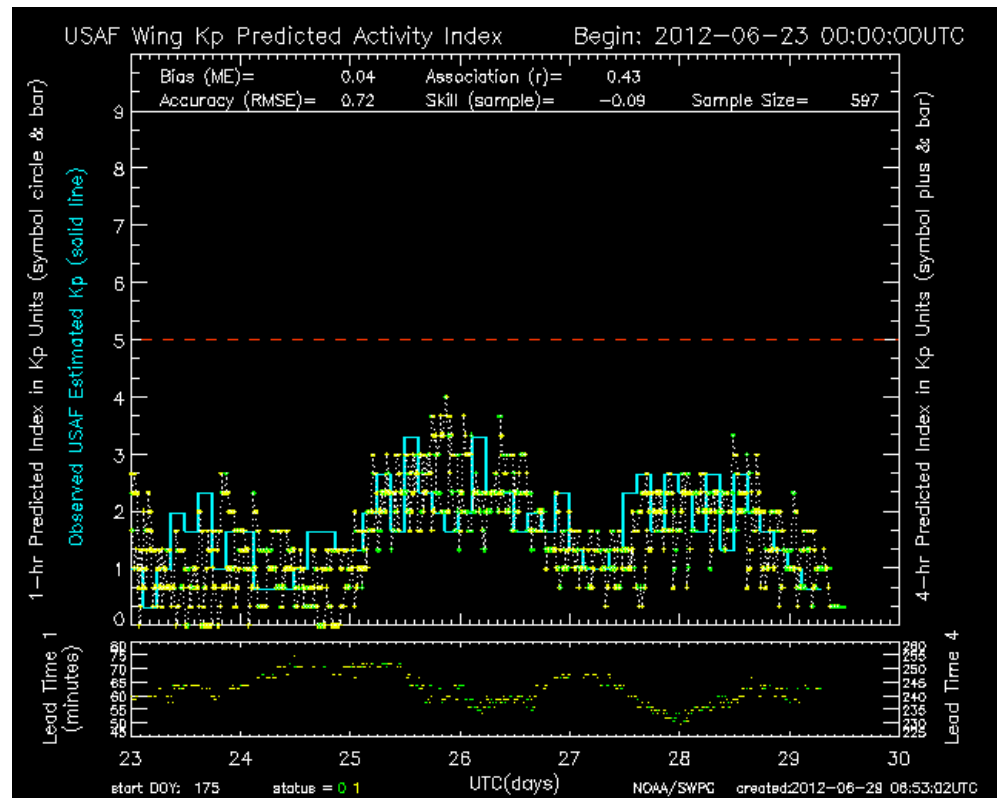 USAF Wing Kp Predicted Activity Index Begin: 2012-06-23 00:00:00UTC
Bias (ME)= 0.04 Association (r)= 0.43
Accuracy (RMSE)= 0.72 Skill (sample)= -0.09 Sample Size= 597
1-hr Predicted Index in Kp Units (symbol circle & bar)
Observed USAF Estimated Kp (solid line)
9
8
7
6
5
4
3
2
1
0
4-hr Predicted Index in Kp Units (symbol plus & bar)
Lead Time 1
(minutes)
80
75
70
65
60
55
50
45
260
255
250
245
240
235
230
225
Lead Time 4
23 24 25 26 27 28 29 30
UTC(days)
start DOY: 175 status = 0 1 NOAA/SWPC created:2012-06-29 06:53:02UTC